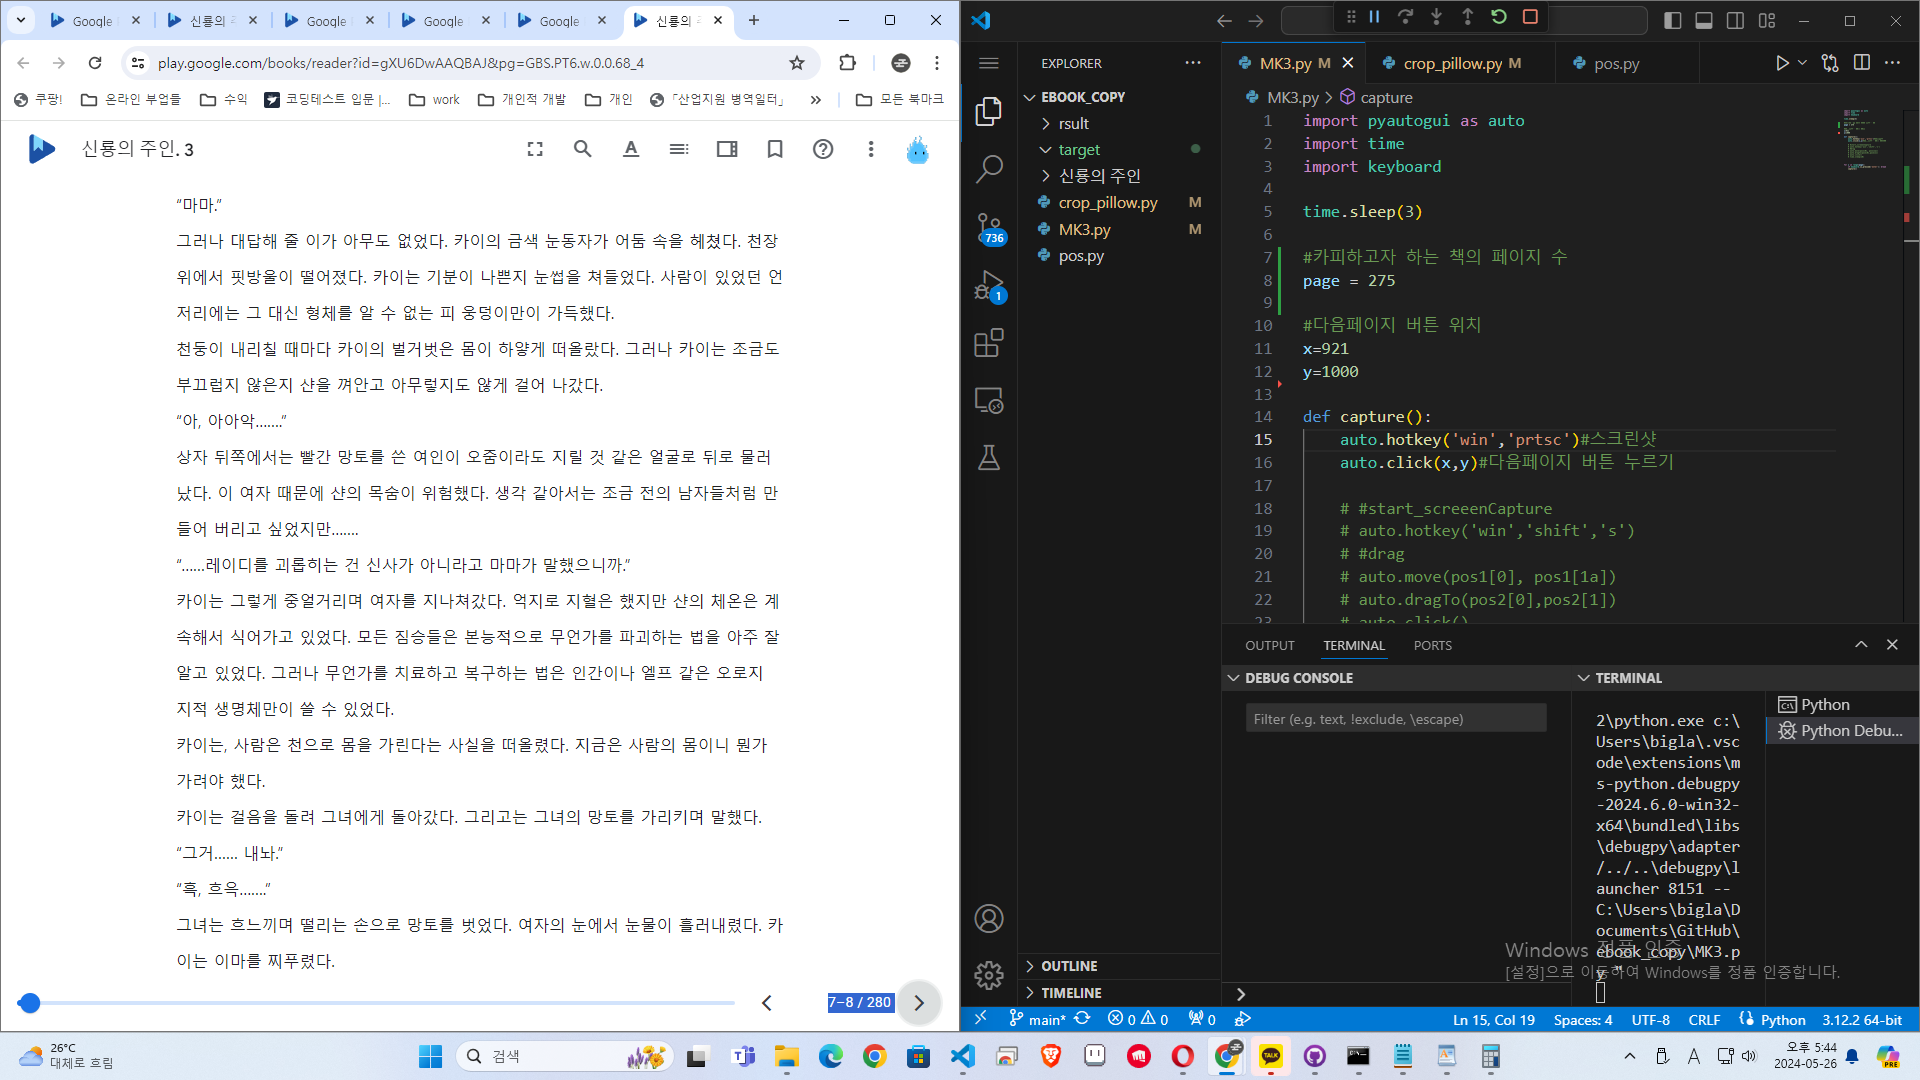 Google
신룡의 주
Google
Google
Google
신룡의 주
play.google.com/books/reader?id=gXU6DwAAQBAJ&pg=GBS.PT6.w.0.0.68_4
쿠팡!
온라인 부업들
수익
코딩테스트 입문 |...
work
개인적 개발
개인
「산업지원 병역일터」
»
모든 북마크
신룡의 주인. 3
“마마.”
그러나 대답해 줄 이가 아무도 없었다. 카이의 금색 눈동자가 어둠 속을 헤쳤다. 천장
위에서 핏방울이 떨어졌다. 카이는 기분이 나쁜지 눈썹을 쳐들었다. 사람이 있었던 언
저리에는 그 대신 형체를 알 수 없는 피 웅덩이만이 가득했다.
천둥이 내리칠 때마다 카이의 벌거벗은 몸이 하얗게 떠올랐다. 그러나 카이는 조금도
부끄럽지 않은지 샨을 껴안고 아무렇지도 않게 걸어 나갔다.
“아, 아아악…….”
상자 뒤쪽에서는 빨간 망토를 쓴 여인이 오줌이라도 지릴 것 같은 얼굴로 뒤로 물러
났다. 이 여자 때문에 샨의 목숨이 위험했다. 생각 같아서는 조금 전의 남자들처럼 만
들어 버리고 싶었지만…….
“……레이디를 괴롭히는 건 신사가 아니라고 마마가 말했으니까.”
카이는 그렇게 중얼거리며 여자를 지나쳐갔다. 억지로 지혈은 했지만 샨의 체온은 계
속해서 식어가고 있었다. 모든 짐승들은 본능적으로 무언가를 파괴하는 법을 아주 잘
알고 있었다. 그러나 무언가를 치료하고 복구하는 법은 인간이나 엘프 같은 오로지
지적 생명체만이 쓸 수 있었다.
카이는, 사람은 천으로 몸을 가린다는 사실을 떠올렸다. 지금은 사람의 몸이니 뭔가
가려야 했다.
카이는 걸음을 돌려 그녀에게 돌아갔다. 그리고는 그녀의 망토를 가리키며 말했다.
“그거…… 내놔.”
“흑, 흐윽…….”
그녀는 흐느끼며 떨리는 손으로 망토를 벗었다. 여자의 눈에서 눈물이 흘러내렸다. 카
이는 이마를 찌푸렸다.
7–8 / 280
EXPLORER
EBOOK_COPY
rsult
target
신룡의 주인
crop_pillow.py M
MK3.py M
pos.py
736
1
OUTLINE
TIMELINE
MK3.py M
crop_pillow.py M
pos.py
MK3.py > capture
1 import pyautogui as auto
2 import time
3 import keyboard
4
5 time.sleep(3)
6
7 #카피하고자 하는 책의 페이지 수
8 page = 275
9
10 #다음페이지 버튼 위치
11 x=921
12 y=1000
13
14 def capture():
15 auto.hotkey('win','prtsc')#스크린샷
16 auto.click(x,y)#다음페이지 버튼 누르기
17
18 # #start_screeenCapture
19 # auto.hotkey('win','shift','s')
20 # #drag
21 # auto.move(pos1[0], pos1[1a])
22 # auto.dragTo(pos2[0],pos2[1])
23 # auto.click()
OUTPUT
TERMINAL
PORTS
DEBUG CONSOLE
Filter (e.g. text, !exclude, \escape)
TERMINAL
2\python.exe c:\
Users\bigla\.vsc
ode\extensions\m
s-python.debugpy
-2024.6.0-win32-
x64\bundled\libs
\debugpy\adapter
/../..\debugpy\l
auncher 8151 --
C:\Users\bigla\D
ocuments\GitHub\
ebook_copy\MK3.p
y "
Python
Python Debu...
Windows 정품 인증
[설정]으로 이동하여 Windows를 정품 인증합니다.
main*
0
0
0
Ln 15, Col 19
Spaces: 4
UTF-8
CRLF
Python
3.12.2 64-bit
26°C
대체로 흐림
검색
TALK
A
오후 5:44
2024-05-26
PRE